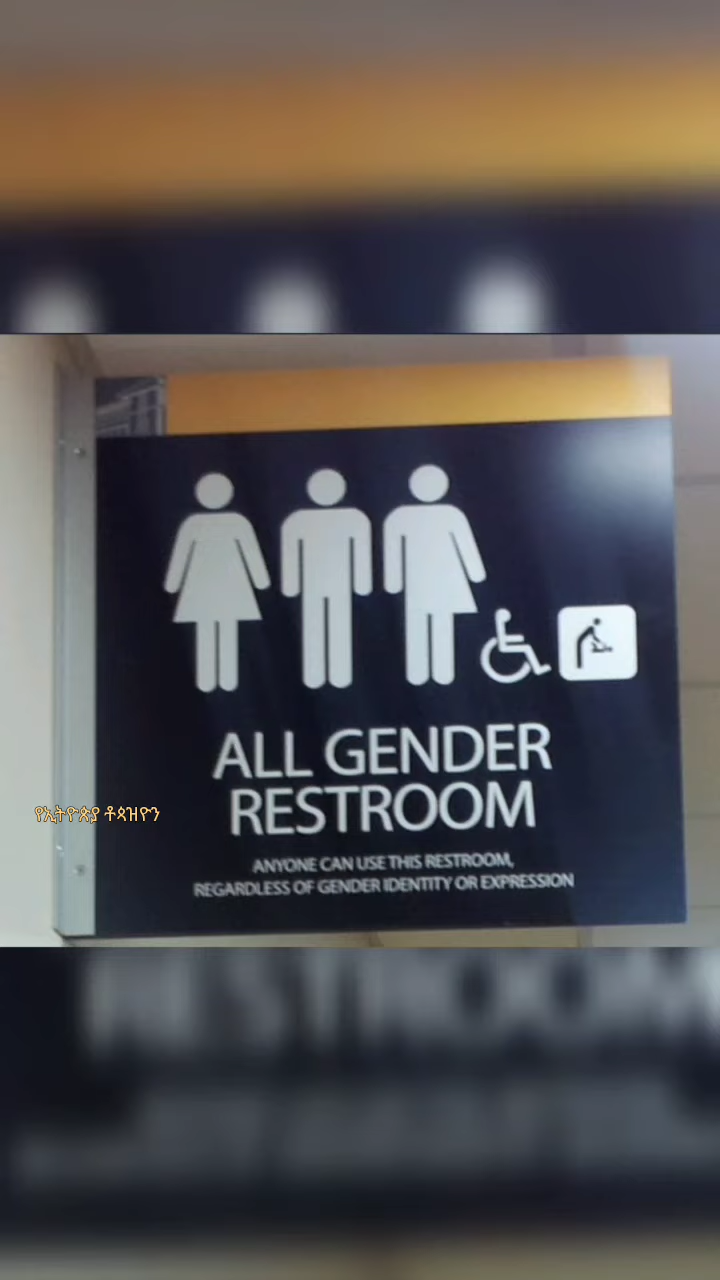 ALL GENDER
RESTROOM
የኢትዮጵያ ቶጳዝዮን
ANYONE CAN USE THIS RESTROOM,
REGARDLESS OF GENDER IDENTITY OR EXPRESSION